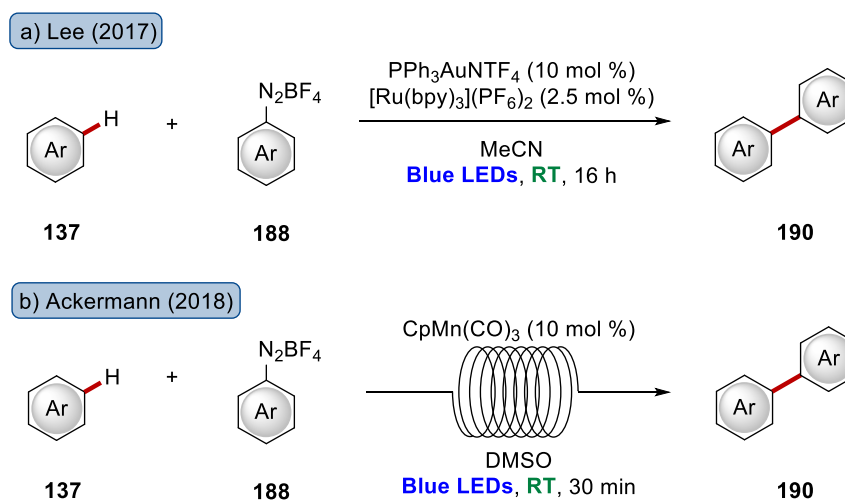 a) Lee (2017)
H
Ar
137
+
N₂BF₄
Ar
188
PPh₃AuNTF₄ (10 mol %)
[Ru(bpy)₃](PF₆)₂ (2.5 mol %)
MeCN
Blue LEDs, RT, 16 h
Ar
Ar
190
b) Ackermann (2018)
H
Ar
137
+
N₂BF₄
Ar
188
CpMn(CO)₃ (10 mol %)
DMSO
Blue LEDs, RT, 30 min
Ar
Ar
190